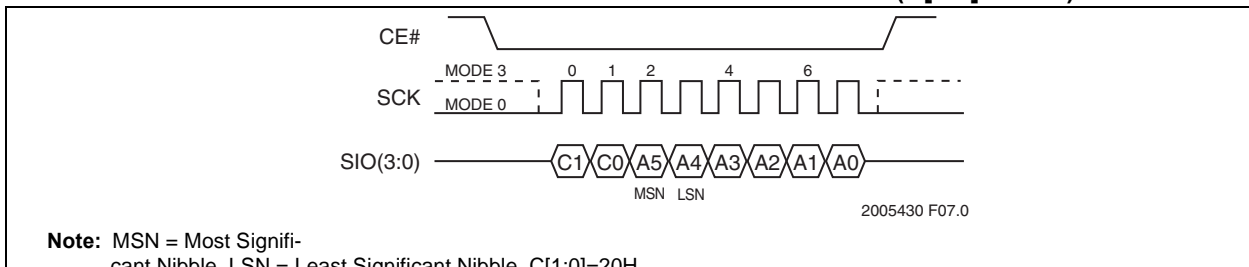 CE#
MODE 3 0 1 2 4 6
SCK MODE 0
SIO(3:0) C1 C0 A5 A4 A3 A2 A1 A0
MSN LSN
2005430 F07.0
Note: MSN = Most Signifi-
cant Nibble, LSN = Least Significant Nibble, C[1:0]=20H